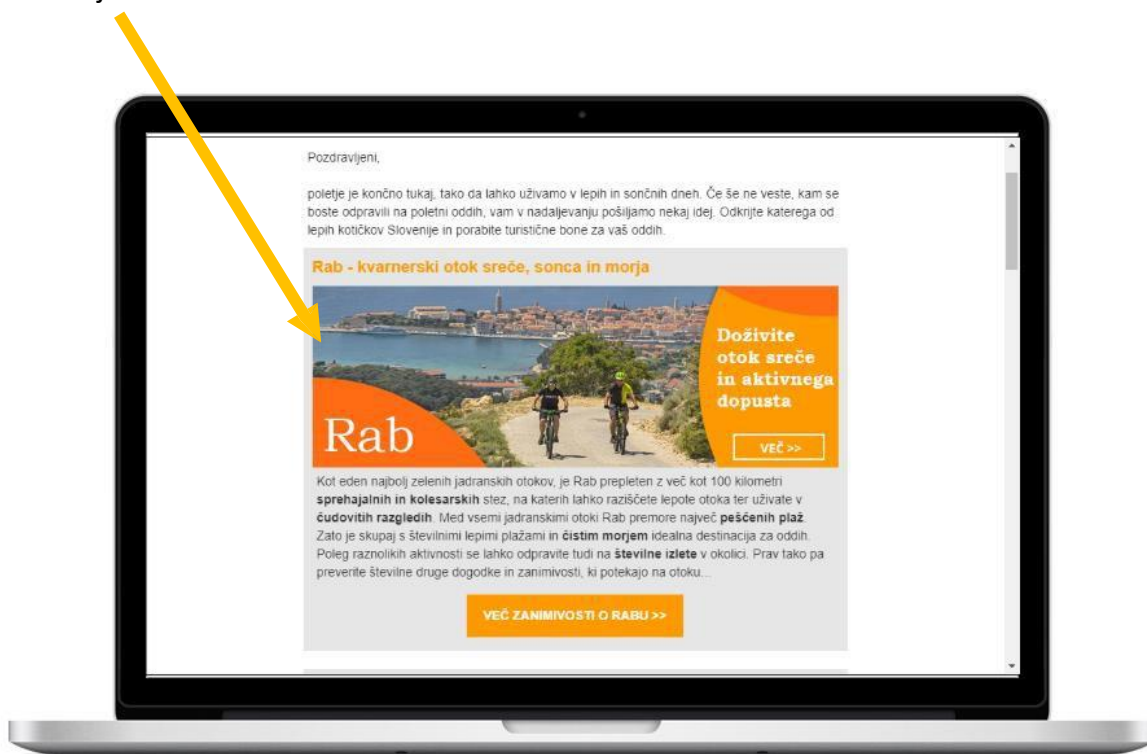 Pozdravljeni,
poletje je končno tukaj, tako da lahko uživamo v lepih in sončnih dneh. Če še ne veste, kam se
boste odpravili na poletni oddih, vam v nadaljevanju pošiljamo nekaj idej. Odkrijte katerega od
lepih kotičkov Slovenije in porabite turistične bone za vaš oddih.
Rab - kvarnerski otok sreče, sonca in morja
Doživite
otok sreče
in aktivnega
dopusta
Rab
VEČ >>
Kot eden najbolj zelenih jadranskih otokov, je Rab prepleten z več kot 100 kilometri
sprehajalnih in kolesarskih stez, na katerih lahko raziščete lepote otoka ter uživate v
čudovitih razgledih. Med vsemi jadranskimi otoki Rab premore največ peščenih plaž.
Zato je skupaj s številnimi lepimi plažami in čistim morjem idealna destinacija za oddih.
Poleg raznolikih aktivnosti se lahko odpravite tudi na številne izlete v okolici. Prav tako pa
preverite številne druge dogodke in zanimivosti, ki potekajo na otoku...
VEČ ZANIMIVOSTI O RABU >>